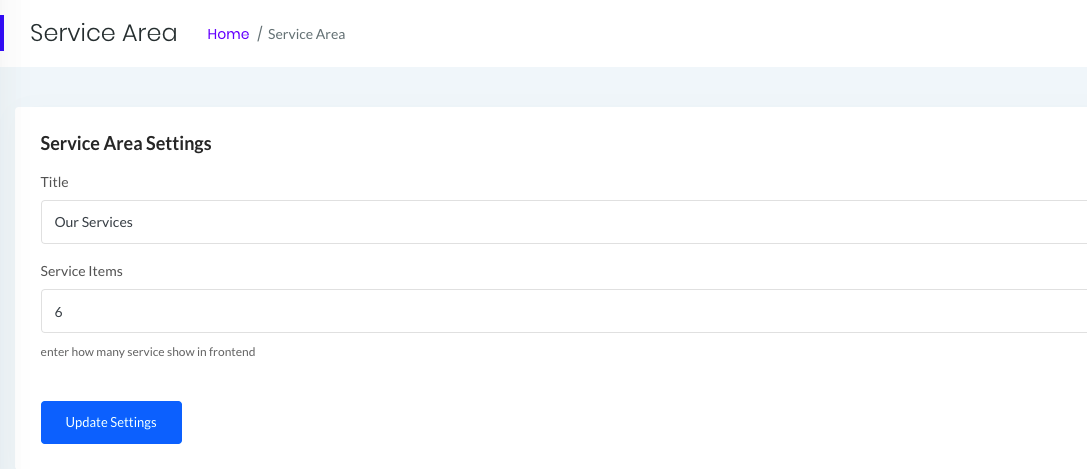 Service Area Home / Service Area
Service Area Settings
Title
Our Services
Service Items
6
enter how many service show in frontend
Update Settings